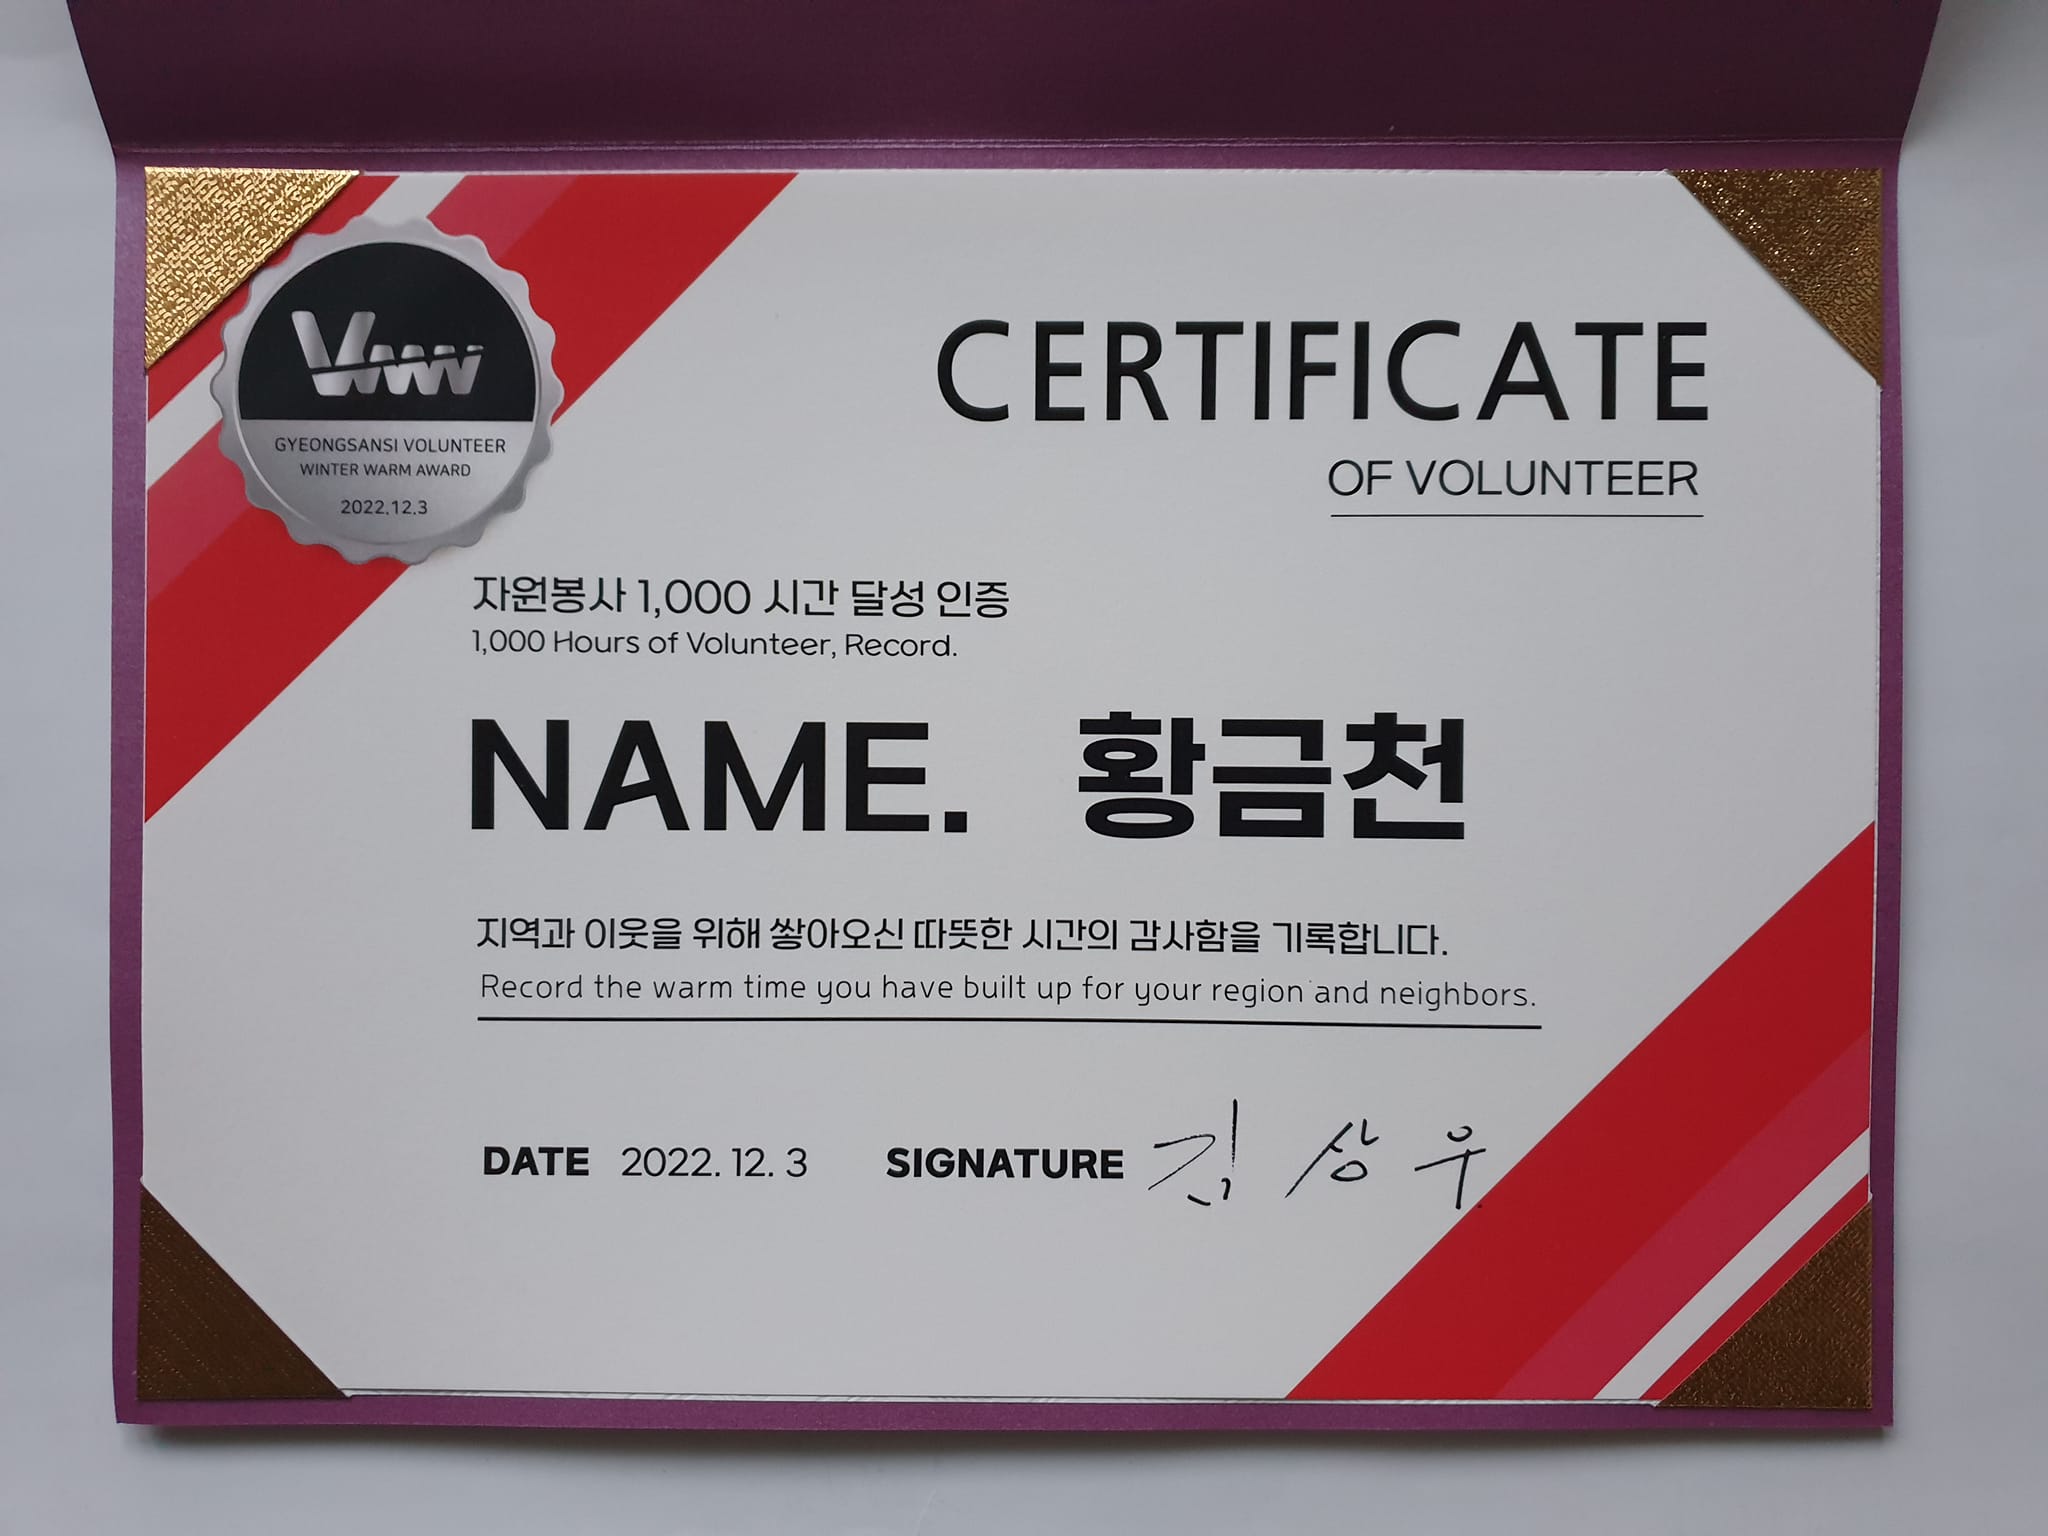 CERTIFICATE
OF VOLUNTEER
Vww
GYEONGSANSI VOLUNTEER
WINTER WARM AWARD
2022.12.3
자원봉사 1,000 시간 달성 인증
1,000 Hours of Volunteer, Record.
NAME. 황금천
지역과 이웃을 위해 쌓아오신 따뜻한 시간의 감사함을 기록합니다.
Record the warm time you have built up for your region and neighbors.
DATE 2022. 12. 3 SIGNATURE 김상우